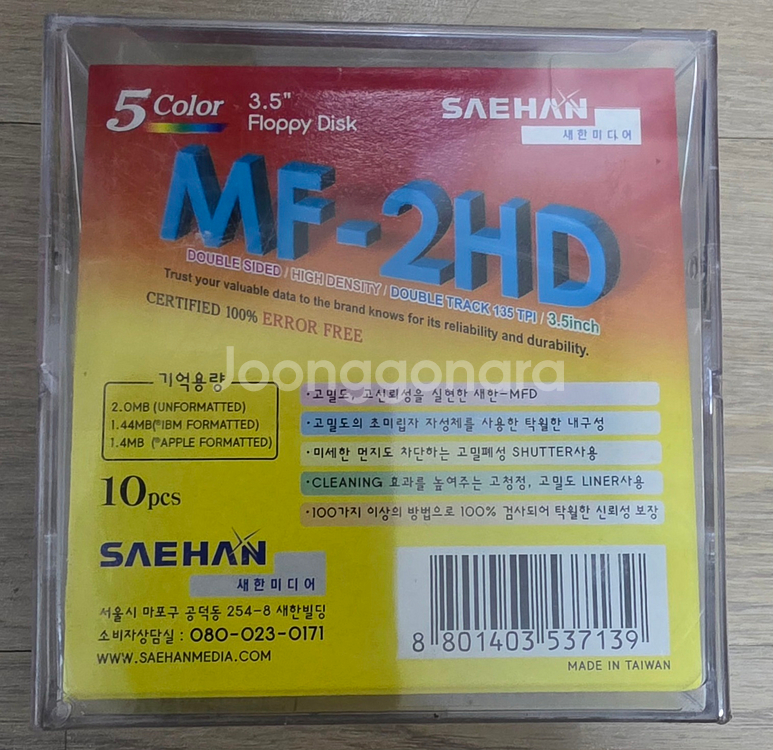 5 Color
3.5"
Floppy Disk
SAEHAN
새한미디어
MF-2HD
DOUBLE SIDED / HIGH DENSITY / DOUBLE TRACK 135 TPI / 3.5inch
Trust your valuable data to the brand knows for its reliability and durability.
CERTIFIED 100% ERROR FREE
Joonggonara
기억용량
2.0MB (UNFORMATTED)
1.44MB(*IBM FORMATTED)
1.4MB (*APPLE FORMATTED)
10pcs
·고밀도, 고신뢰성을 실현한 새한-MFD
·고밀도의 초미립자 자성체를 사용한 탁월한 내구성
·미세한 먼지도 차단하는 고밀폐성 SHUTTER사용
·CLEANING 효과를 높여주는 고청정, 고밀도 LINER사용
·100가지 이상의 방법으로 100% 검사되어 탁월한 신뢰성 보장
SAEHAN
새한미디어
서울시 마포구 공덕동 254-8 새한빌딩
소비자상담실 : 080-023-0171
WWW.SAEHANMEDIA.COM
8 801403 537139
MADE IN TAIWAN